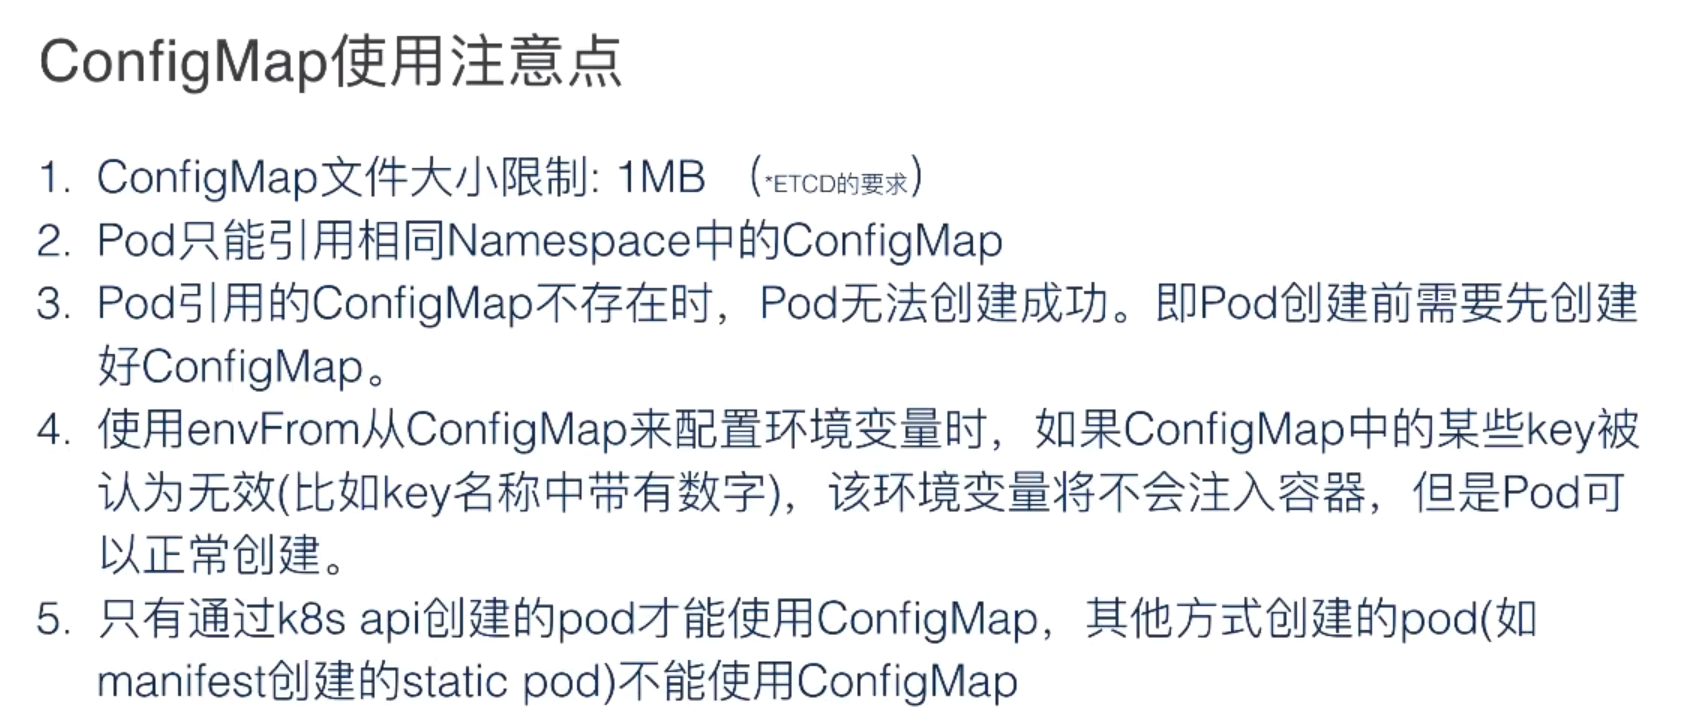 ConfigMap使用注意点
1. ConfigMap文件大小限制: 1MB （*ETCD的要求）
2. Pod只能引用相同Namespace中的ConfigMap
3. Pod引用的ConfigMap不存在时，Pod无法创建成功。即Pod创建前需要先创建
好ConfigMap。
4. 使用envFrom从ConfigMap来配置环境变量时，如果ConfigMap中的某些key被
认为无效(比如key名称中带有数字)，该环境变量将不会注入容器，但是Pod可
以正常创建。
5. 只有通过k8s api创建的pod才能使用ConfigMap，其他方式创建的pod(如
manifest创建的static pod)不能使用ConfigMap